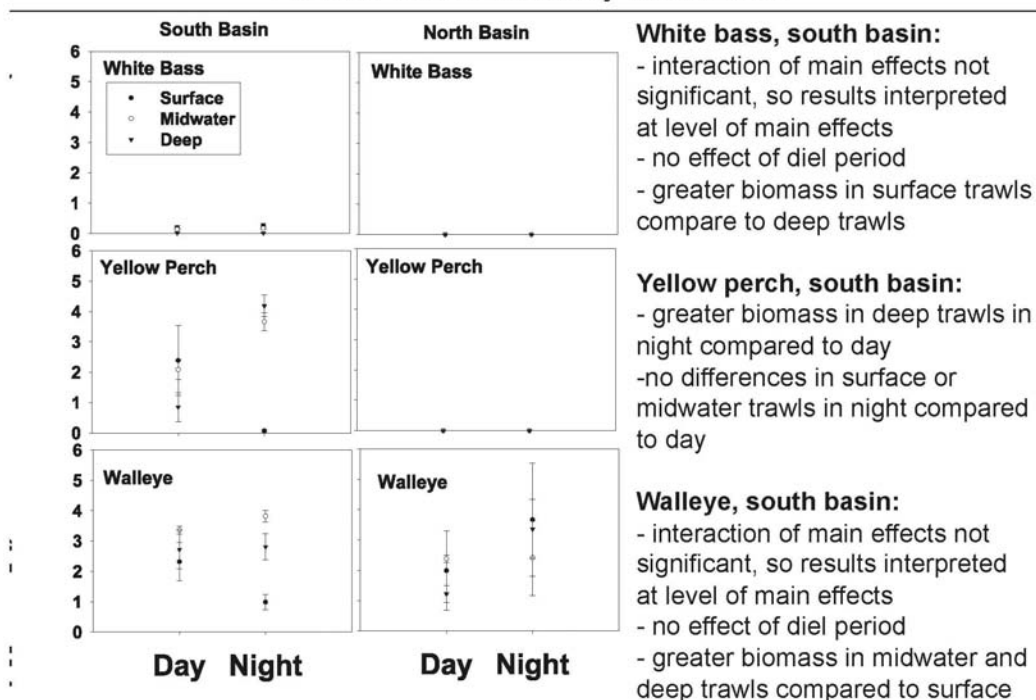 South Basin
North Basin
6
5
4
3
2
1
0
White Bass
Surface
Midwater
Deep
White Bass
6
5
4
3
2
1
0
Yellow Perch
Yellow Perch
6
5
4
3
2
1
0
Walleye
Walleye
Day Night
Day Night
White bass, south basin:
- interaction of main effects not
significant, so results interpreted
at level of main effects
- no effect of diel period
- greater biomass in surface trawls
compare to deep trawls
Yellow perch, south basin:
- greater biomass in deep trawls in
night compared to day
-no differences in surface or
midwater trawls in night compared
to day
Walleye, south basin:
- interaction of main effects not
significant, so results interpreted
at level of main effects
- no effect of diel period
- greater biomass in midwater and
deep trawls compared to surface